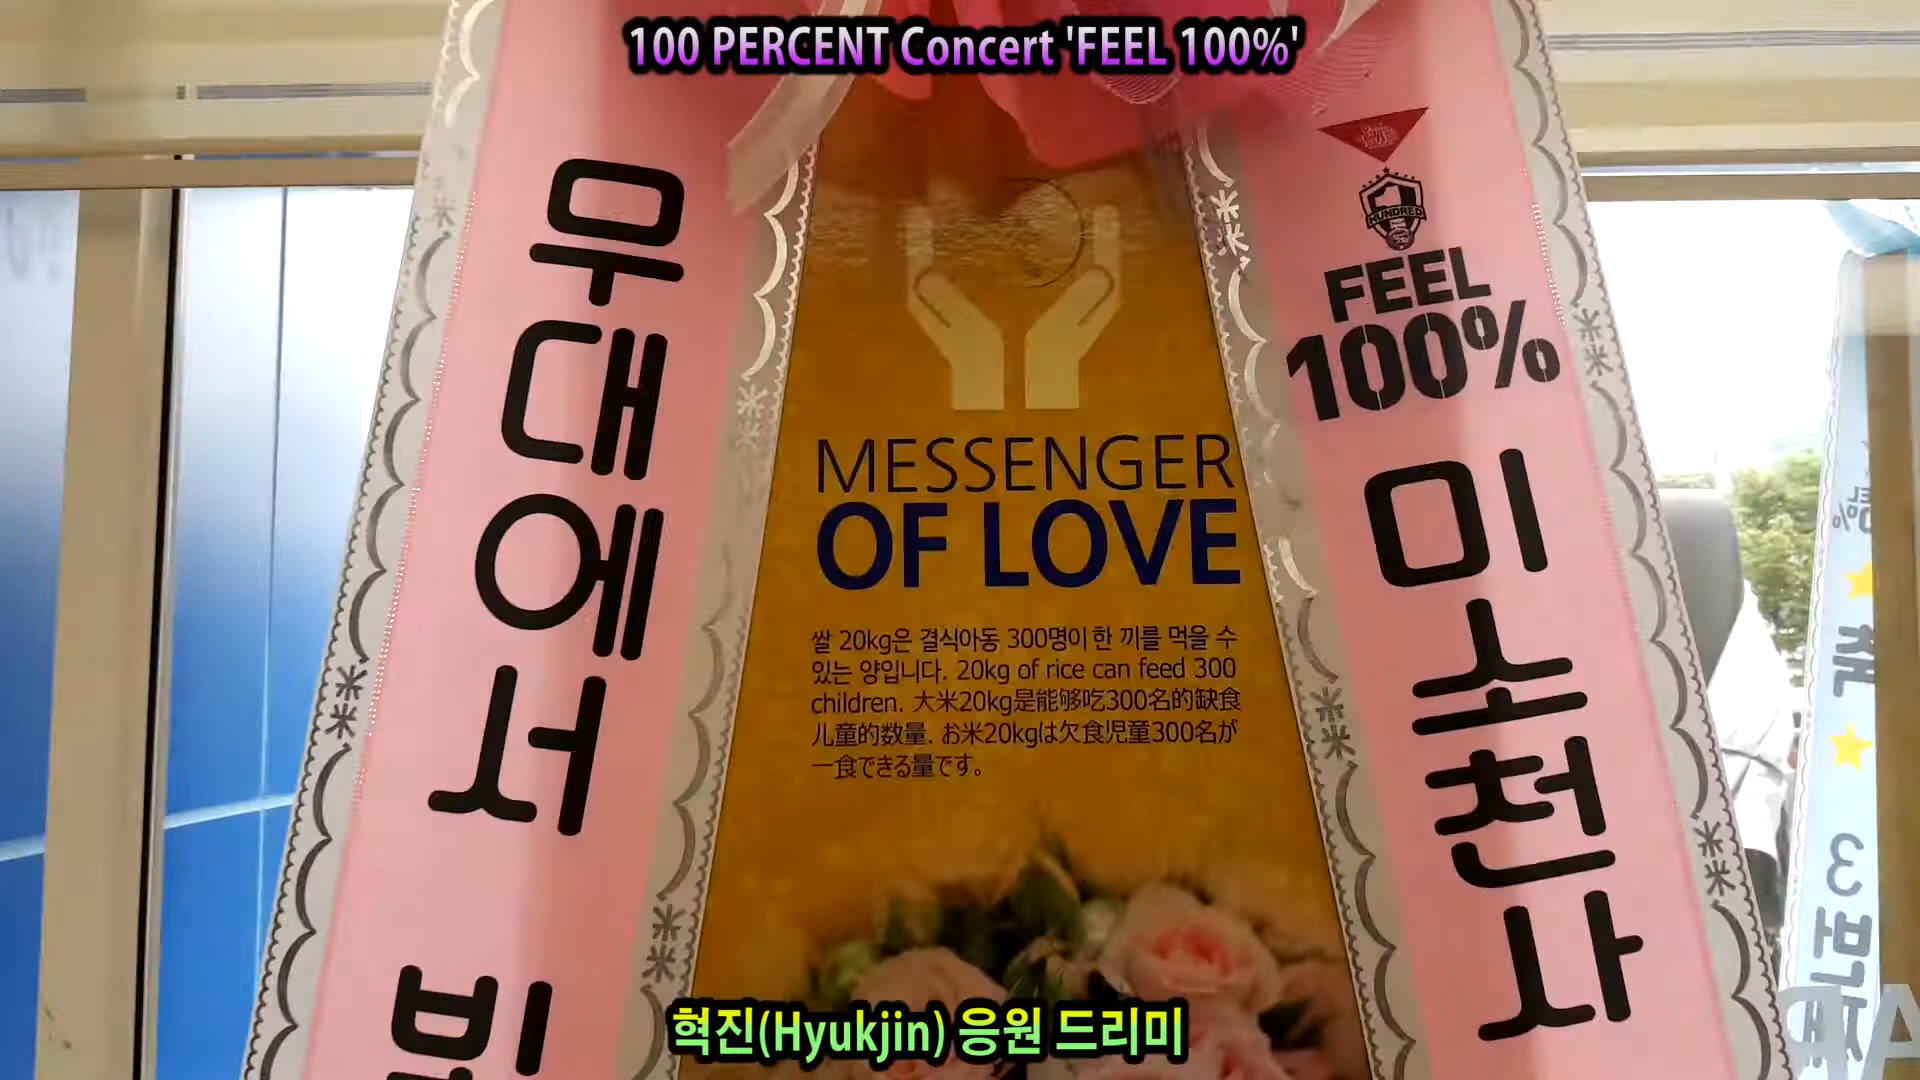 100 PERCENT Concert 'FEEL 100%'
무대에서
HUNDRED
FEEL
100%
미소천사
MESSENGER
OF LOVE
쌀 20kg은 결식아동 300명이 한 끼를 먹을 수
있는 양입니다. 20kg of rice can feed 300
children. 大米20kg是能够吃300名的缺食
儿童的数量. お米20kgは欠食児童300名が
一食できる量です。
혁진(Hyukjin) 응원 드리미